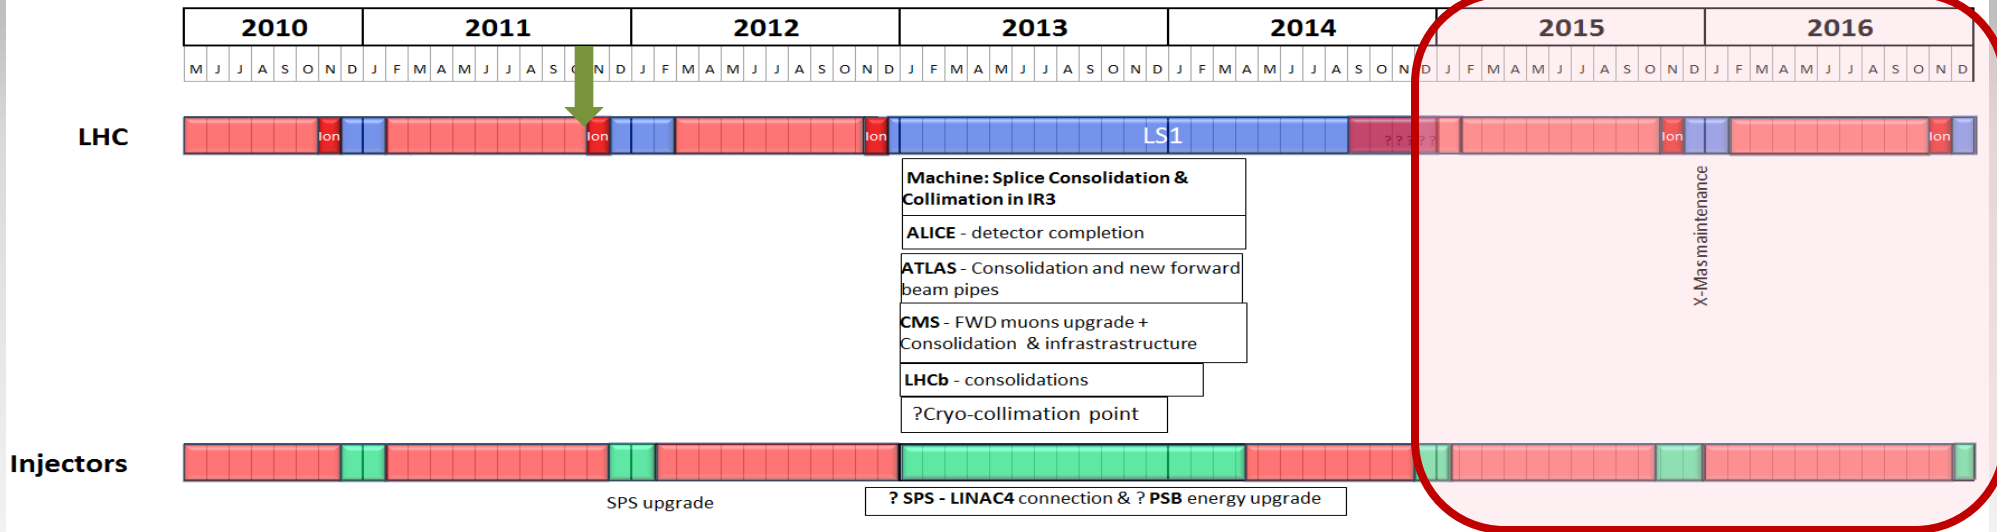 2010 2011 2012 2013 2014 2015 2016
M J J A S O N D J F M A M J J A S O N D J F M A M J J A S O N D J F M A M J J A S O N D J F M A M J J A S O N D J F M A M J J A S O N D J F M A M J J A S O N D
LHC Ion Ion Ion LS1 ? ? ? ? ? Ion Ion
Machine: Splice Consolidation &
Collimation in IR3
ALICE - detector completion
ATLAS - Consolidation and new forward
beam pipes
CMS - FWD muons upgrade +
Consolidation & infrastrastructure
LHCb - consolidations
?Cryo-collimation point
X-Mas maintenance
Injectors
SPS upgrade
? SPS - LINAC4 connection & ? PSB energy upgrade